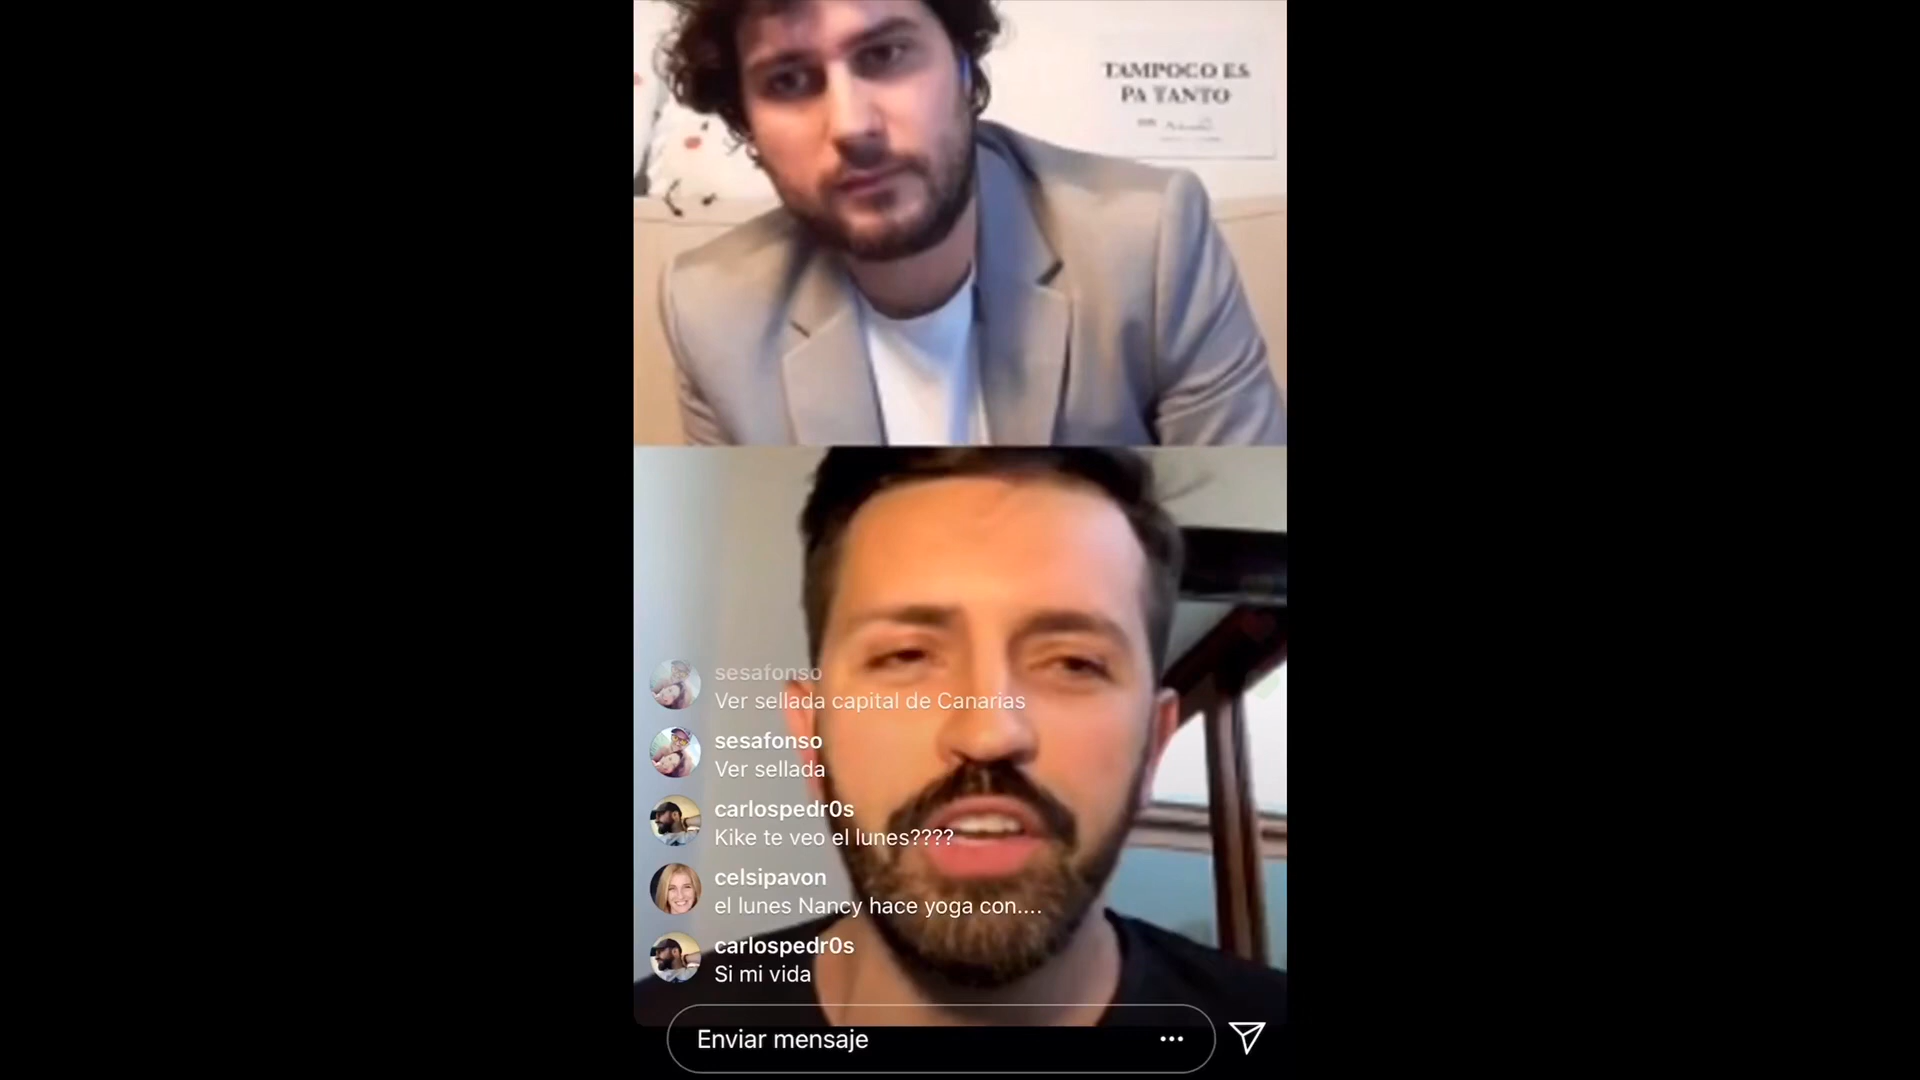 TAMPOCO ES
PA TANTO
sesafonso
Ver sellada capital de Canarias
sesafonso
Ver sellada
carlospedr0s
Kike te veo el lunes????
celsipavon
el lunes Nancy hace yoga con....
carlospedr0s
Si mi vida
Enviar mensaje